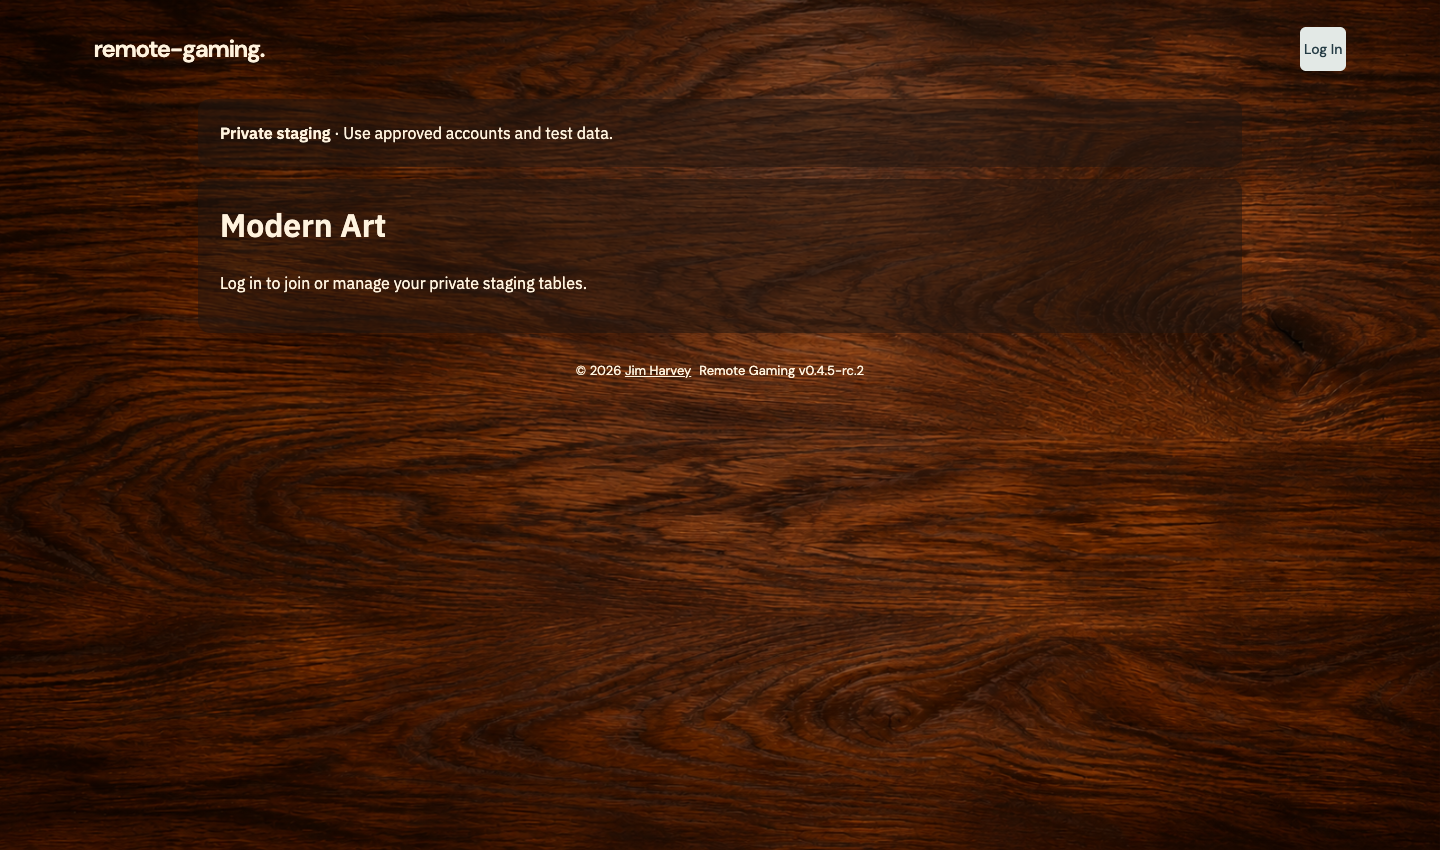 remote-gaming.
Log In
Private staging · Use approved accounts and test data.
Modern Art
Log in to join or manage your private staging tables.
© 2026 Jim Harvey Remote Gaming v0.4.5-rc.2